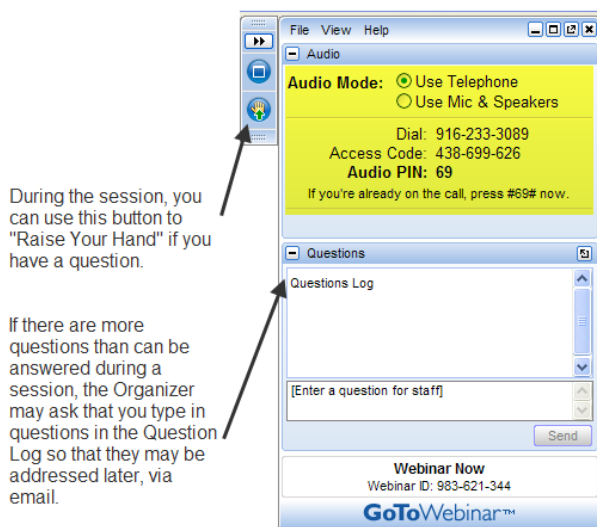 During the session, you
can use this button to
"Raise Your Hand" if you
have a question.
If there are more
questions than can be
answered during a
session, the Organizer
may ask that you type in
questions in the Question
Log so that they may be
addressed later, via
email.
File View Help
Audio
Audio Mode: Use Telephone
Use Mic & Speakers
Dial: 916-233-3089
Access Code: 438-699-626
Audio PIN: 69
If you're already on the call, press #69# now.
Questions
Questions Log
[Enter a question for staff]
Send
Webinar Now
Webinar ID: 983-621-344
GoToWebinar™